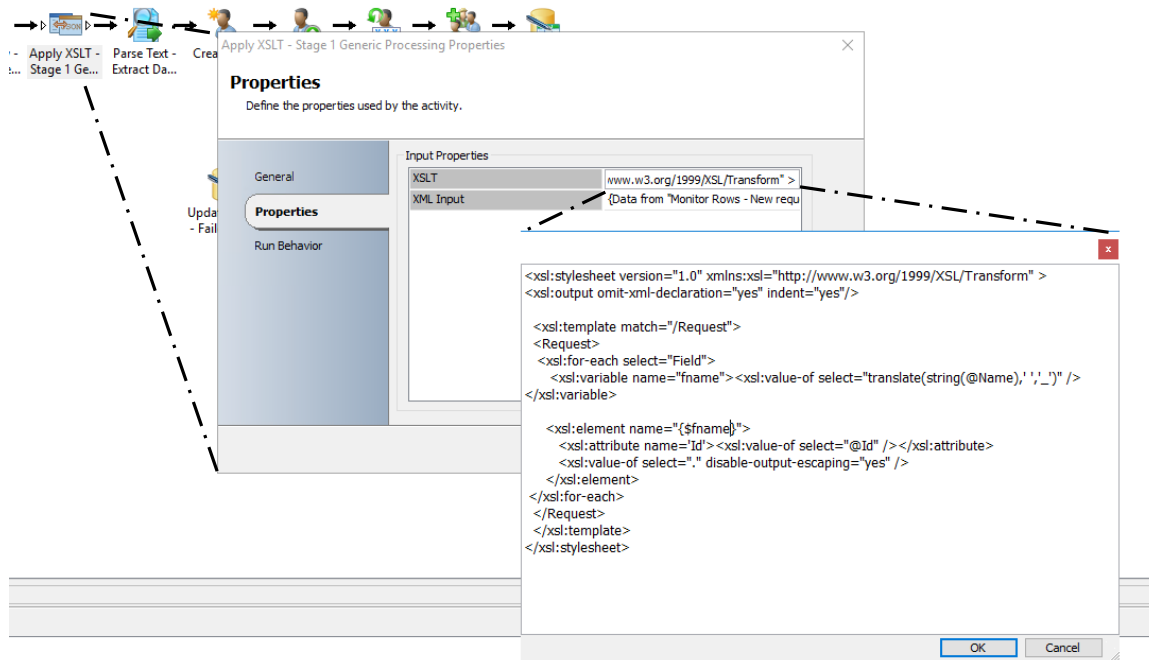 Apply XSLT -
Stage 1 Ge...
Parse Text -
Extract Da...
Crea
Upda
- Fail
Apply XSLT - Stage 1 Generic Processing Properties
Properties
Define the properties used by the activity.
General
Properties
Run Behavior
Input Properties
XSLT
www.w3.org/1999/XSL/Transform" >
XML Input
{Data from "Monitor Rows - New requ
x
<xsl:stylesheet version="1.0" xmlns:xsl="http://www.w3.org/1999/XSL/Transform" >
<xsl:output omit-xml-declaration="yes" indent="yes"/>
<xsl:template match="/Request">
<Request>
<xsl:for-each select="Field">
<xsl:variable name="fname"><xsl:value-of select="translate(string(@Name),' ','_')" />
</xsl:variable>
<xsl:element name="{$fname}">
<xsl:attribute name='Id'><xsl:value-of select="@Id" /></xsl:attribute>
<xsl:value-of select="." disable-output-escaping="yes" />
</xsl:element>
</xsl:for-each>
</Request>
</xsl:template>
</xsl:stylesheet>
OK
Cancel